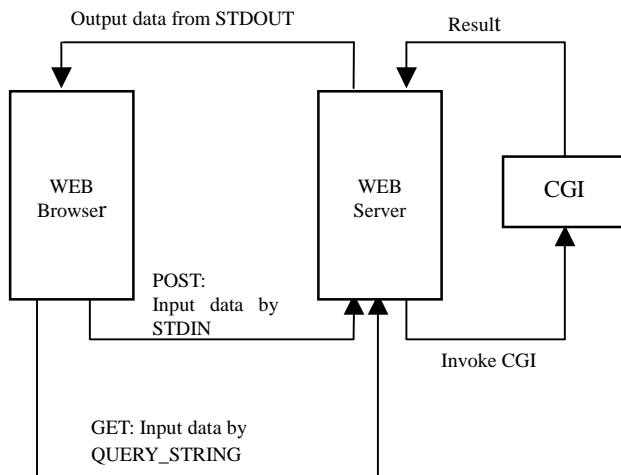 Output data from STDOUT
Result
WEB
Browser
WEB
Server
CGI
POST:
Input data by
STDIN
Invoke CGI
GET: Input data by
QUERY_STRING